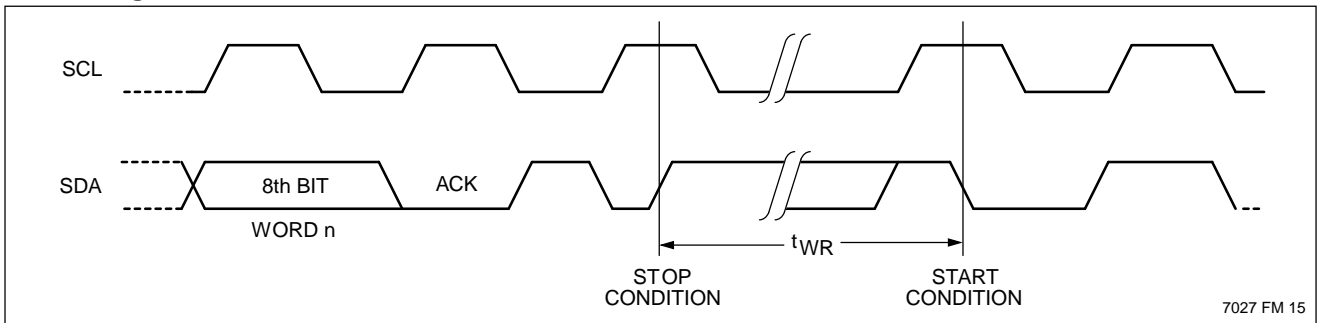 SCL
SDA
8th BIT
ACK
WORD n
tWR
STOP
CONDITION
START
CONDITION
7027 FM 15